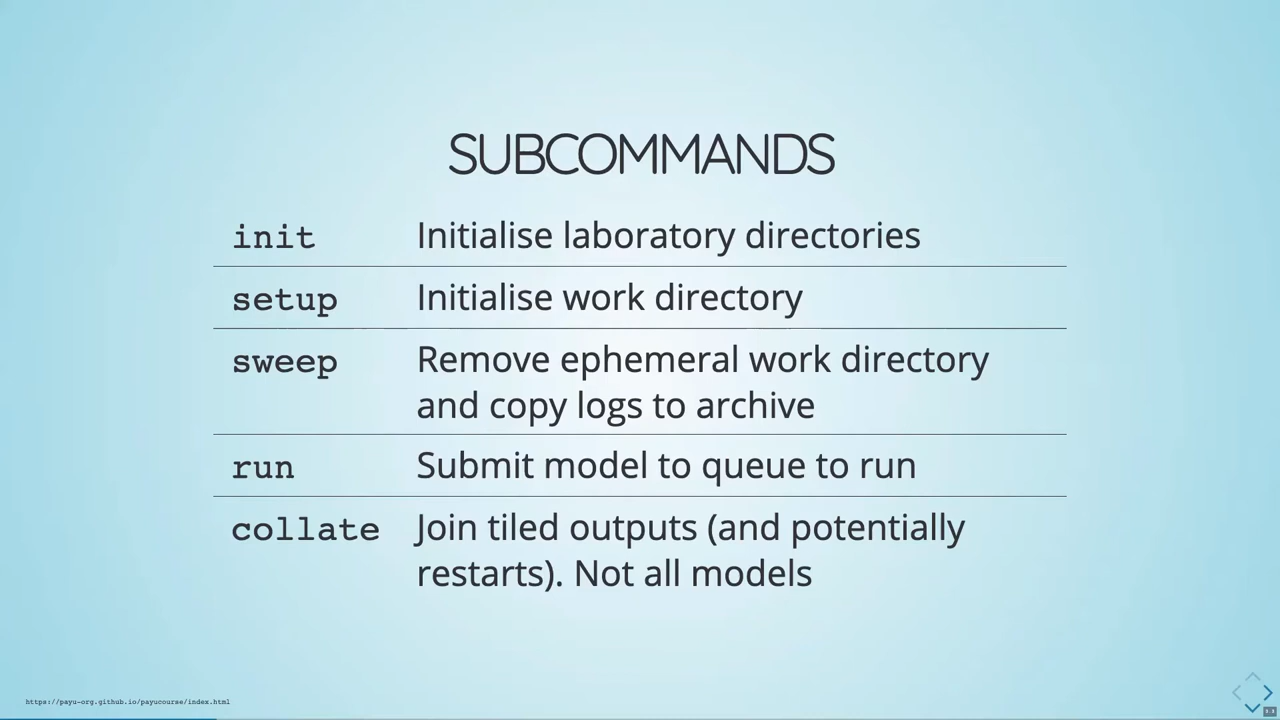 SUBCOMMANDS
init Initialise laboratory directories
setup Initialise work directory
sweep Remove ephemeral work directory
and copy logs to archive
run Submit model to queue to run
collate Join tiled outputs (and potentially
restarts). Not all models
https://payu-org.github.io/payucourse/index.html